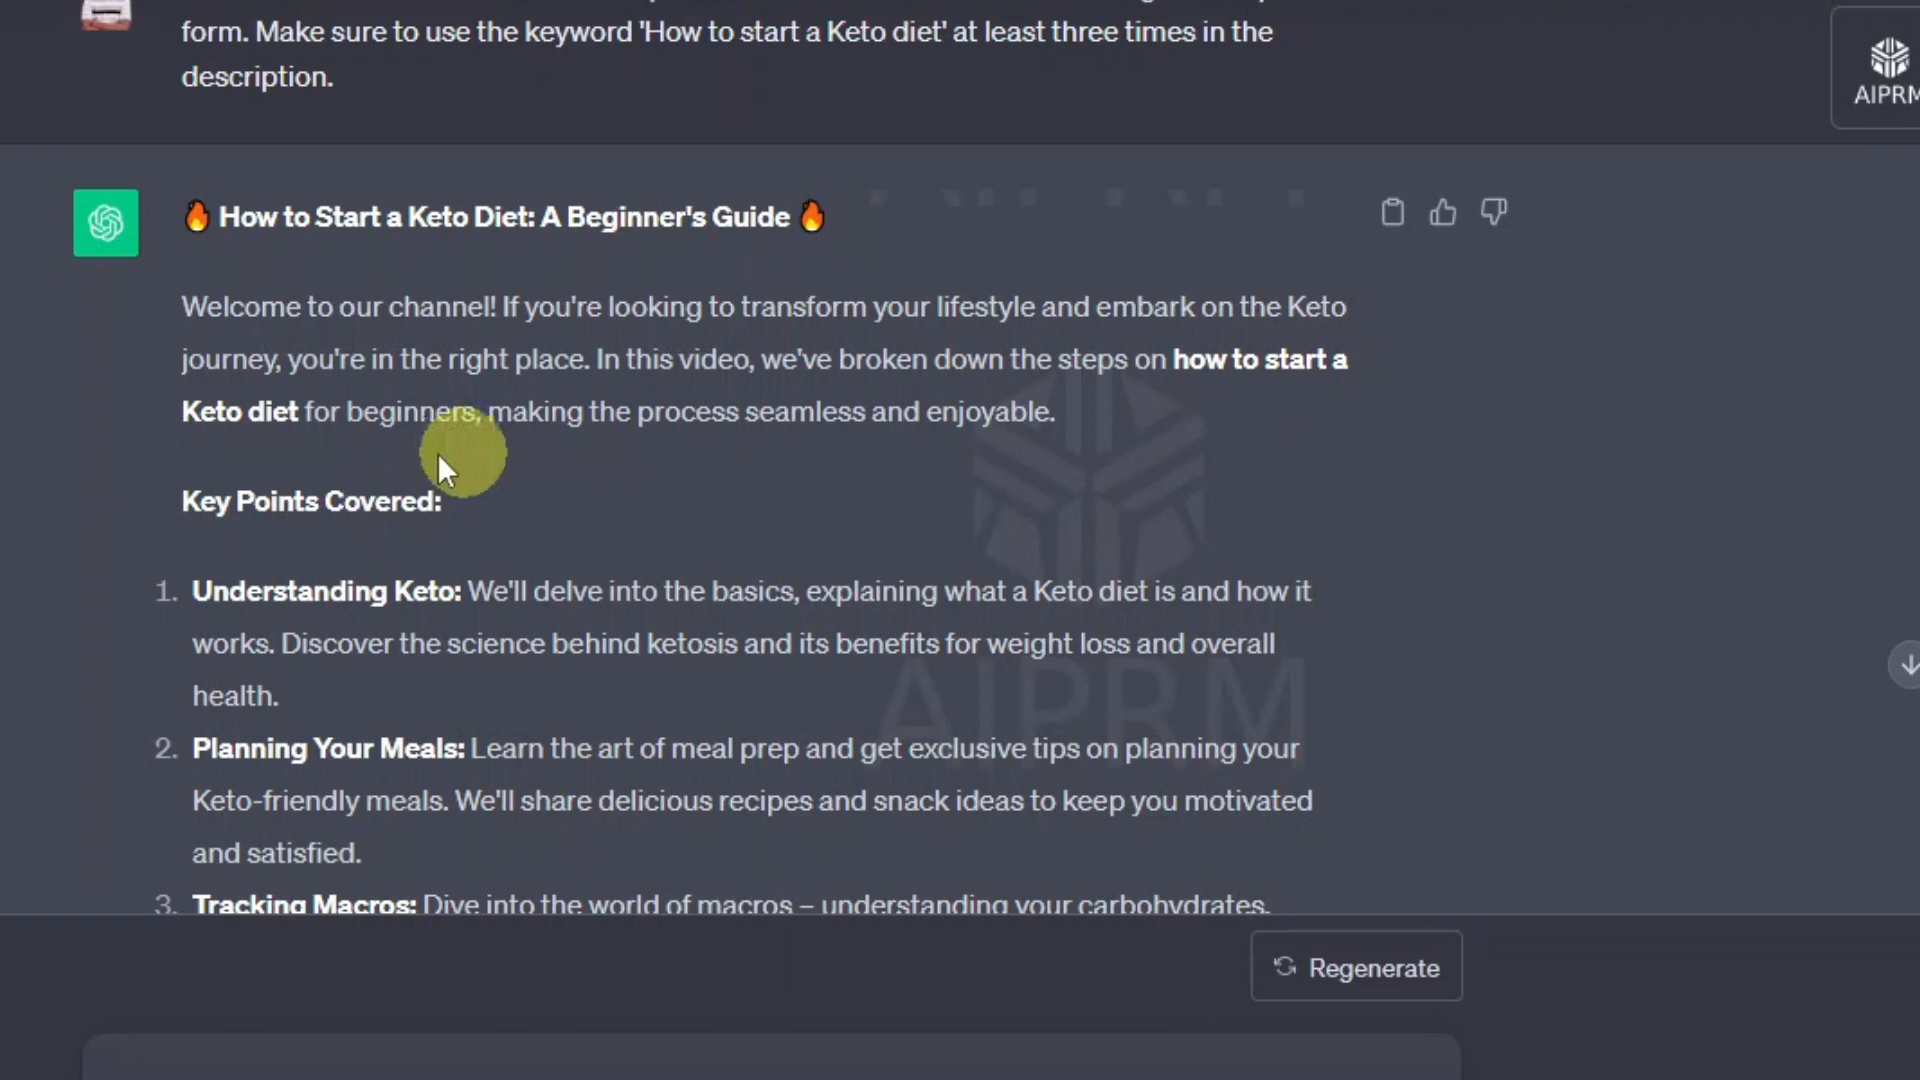 form. Make sure to use the keyword 'How to start a Keto diet' at least three times in the
description.
AIPRM
🔥 How to Start a Keto Diet: A Beginner's Guide 🔥
Welcome to our channel! If you're looking to transform your lifestyle and embark on the Keto
journey, you're in the right place. In this video, we've broken down the steps on how to start a
Keto diet for beginners, making the process seamless and enjoyable.
Key Points Covered:
1. Understanding Keto: We'll delve into the basics, explaining what a Keto diet is and how it
works. Discover the science behind ketosis and its benefits for weight loss and overall
health.
AIPRM
2. Planning Your Meals: Learn the art of meal prep and get exclusive tips on planning your
Keto-friendly meals. We'll share delicious recipes and snack ideas to keep you motivated
and satisfied.
3. Tracking Macros: Dive into the world of macros – understanding your carbohydrates,
Regenerate